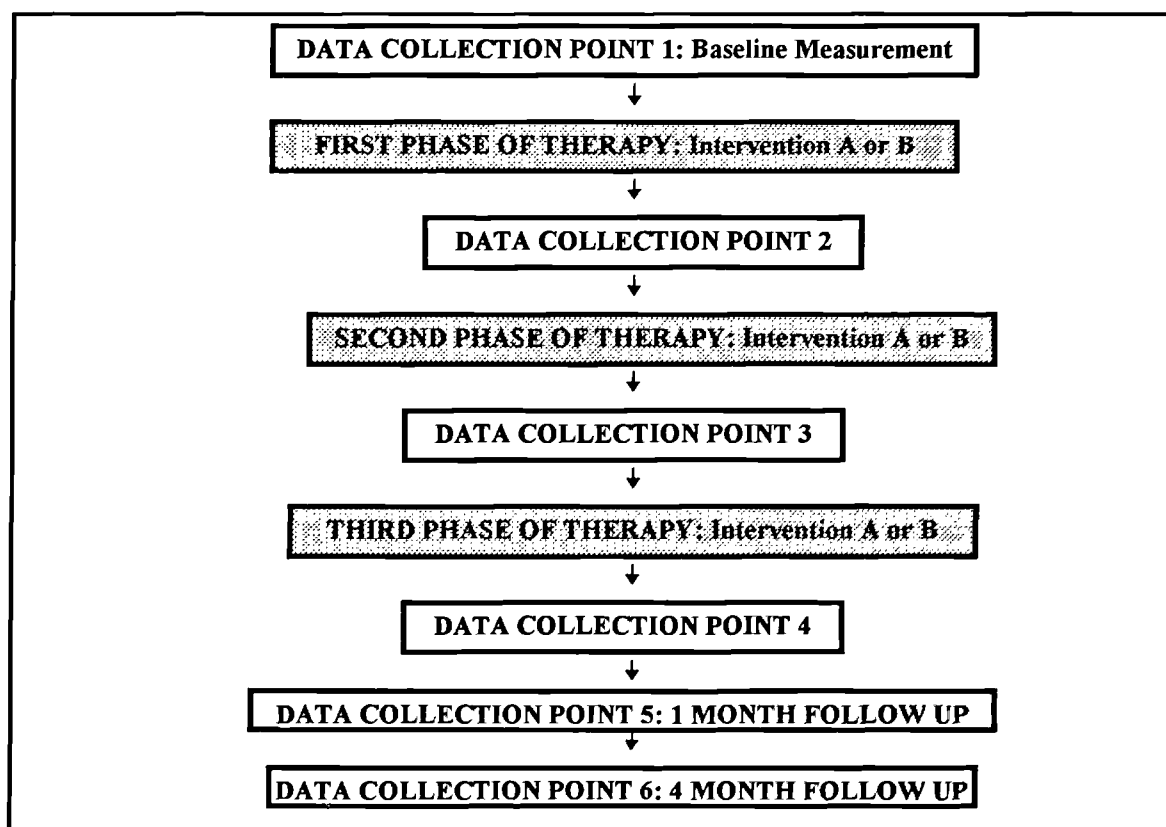 DATA COLLECTION POINT 1: Baseline Measurement
FIRST PHASE OF THERAPY: Intervention A or B
DATA COLLECTION POINT 2
SECOND PHASE OF THERAPY: Intervention A or B
DATA COLLECTION POINT 3
THIRD PHASE OF THERAPY: Intervention A or B
DATA COLLECTION POINT 4
DATA COLLECTION POINT 5: 1 MONTH FOLLOW UP
DATA COLLECTION POINT 6: 4 MONTH FOLLOW UP